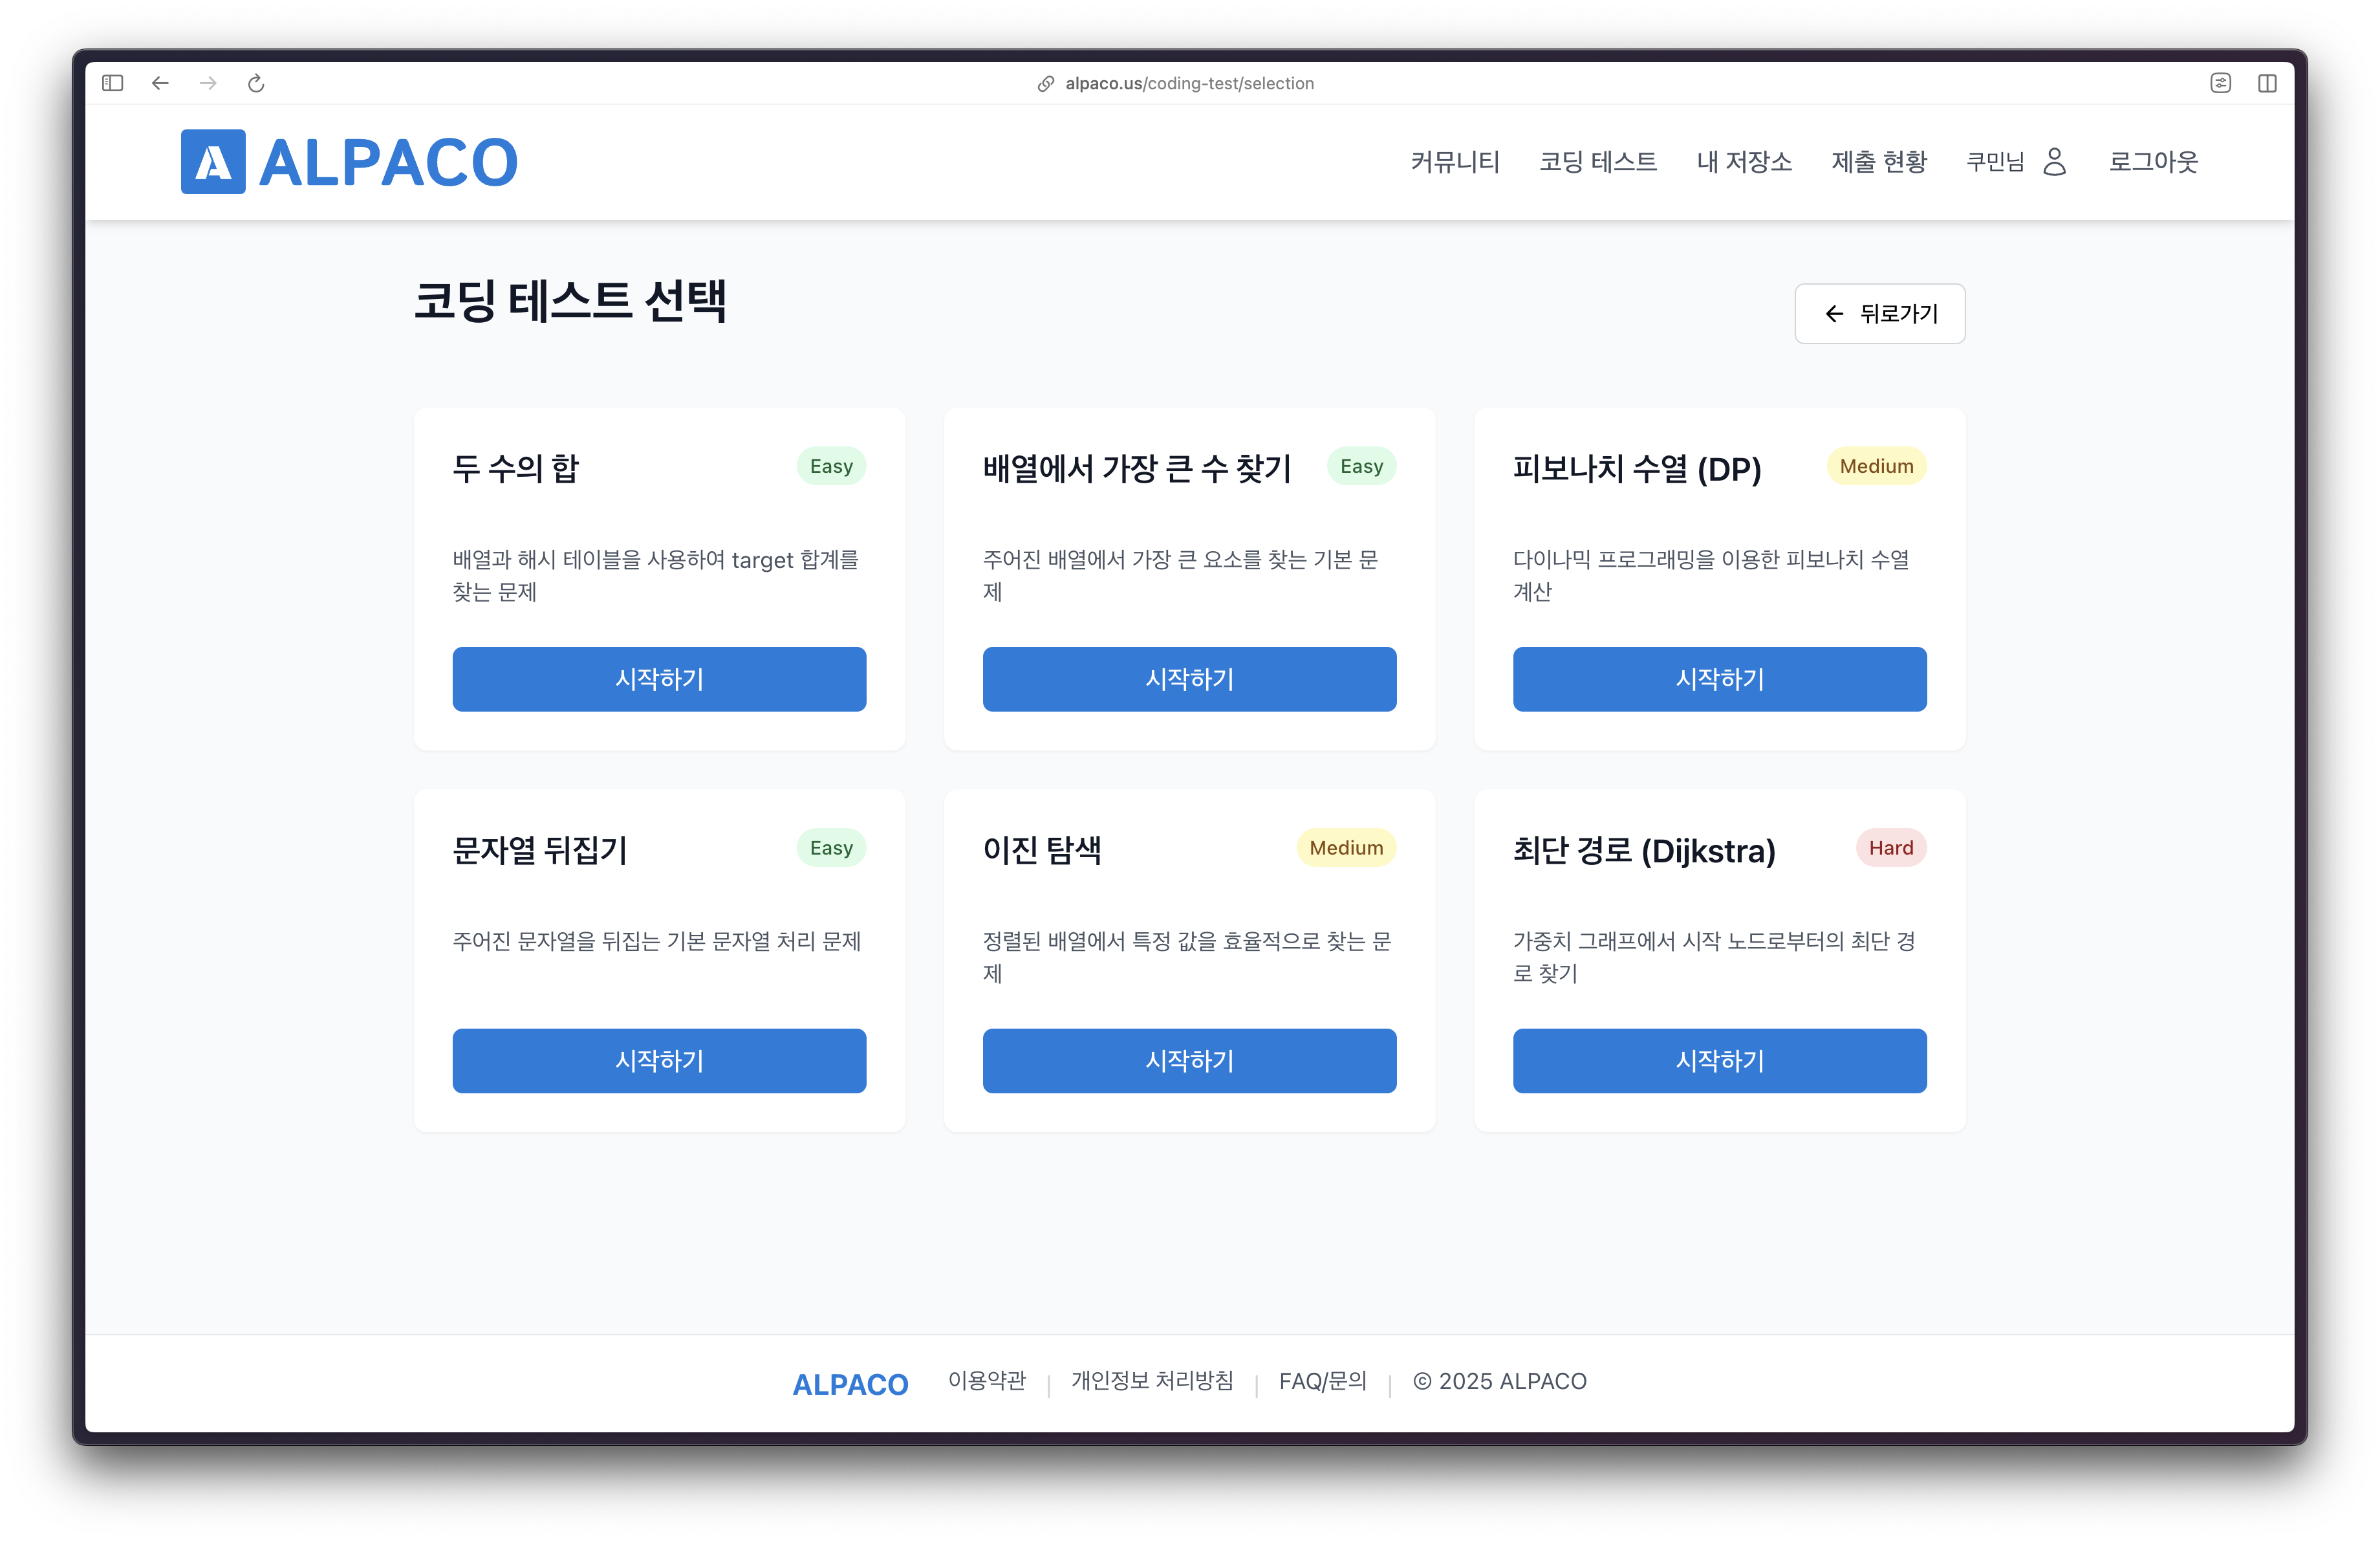 alpaco.us/coding-test/selection
A ALPACO
커뮤니티 코딩 테스트 내 저장소 제출 현황 쿠민님 로그아웃
코딩 테스트 선택
뒤로가기
두 수의 합 Easy
배열과 해시 테이블을 사용하여 target 합계를
찾는 문제
시작하기
배열에서 가장 큰 수 찾기 Easy
주어진 배열에서 가장 큰 요소를 찾는 기본 문
제
시작하기
피보나치 수열 (DP) Medium
다이나믹 프로그래밍을 이용한 피보나치 수열
계산
시작하기
문자열 뒤집기 Easy
주어진 문자열을 뒤집는 기본 문자열 처리 문제
시작하기
이진 탐색 Medium
정렬된 배열에서 특정 값을 효율적으로 찾는 문
제
시작하기
최단 경로 (Dijkstra) Hard
가중치 그래프에서 시작 노드로부터의 최단 경
로 찾기
시작하기
ALPACO 이용약관 | 개인정보 처리방침 | FAQ/문의 | © 2025 ALPACO